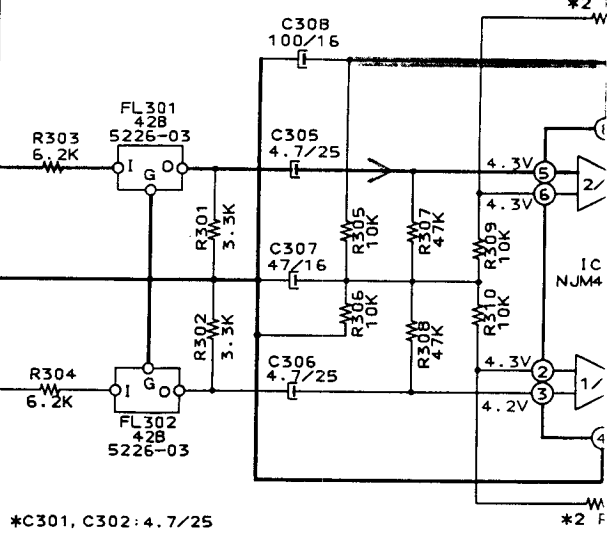 *2
C308
100/16
8
FL301
42B
5226-03
R303
6.2K
C305
4.7/25
I
O
G
4.3V
5
2/
4.3V
6
R301
3.3K
R305
10K
R307
47K
R309
10K
C307
47/16
IC
NJM4
R302
3.3K
R306
10K
R308
47K
R310
10K
R304
6.2K
C306
4.7/25
G
I
O
4.3V
2
1/
4.2V
3
FL302
42B
5226-03
4
*C301, C302:4.7/25
*2